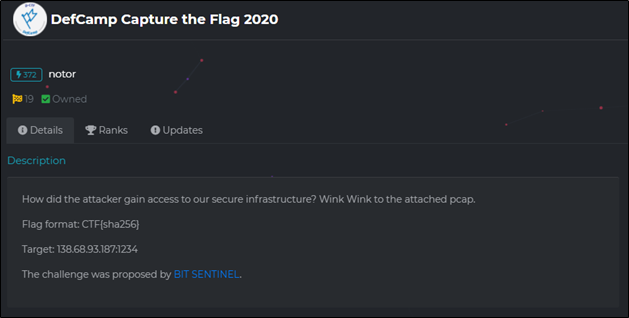 DefCamp Capture the Flag 2020
372 notor
19 Owned
Details Ranks Updates
Description
How did the attacker gain access to our secure infrastructure? Wink Wink to the attached pcap.
Flag format: CTF{sha256}
Target: 138.68.93.187:1234
The challenge was proposed by BIT SENTINEL.